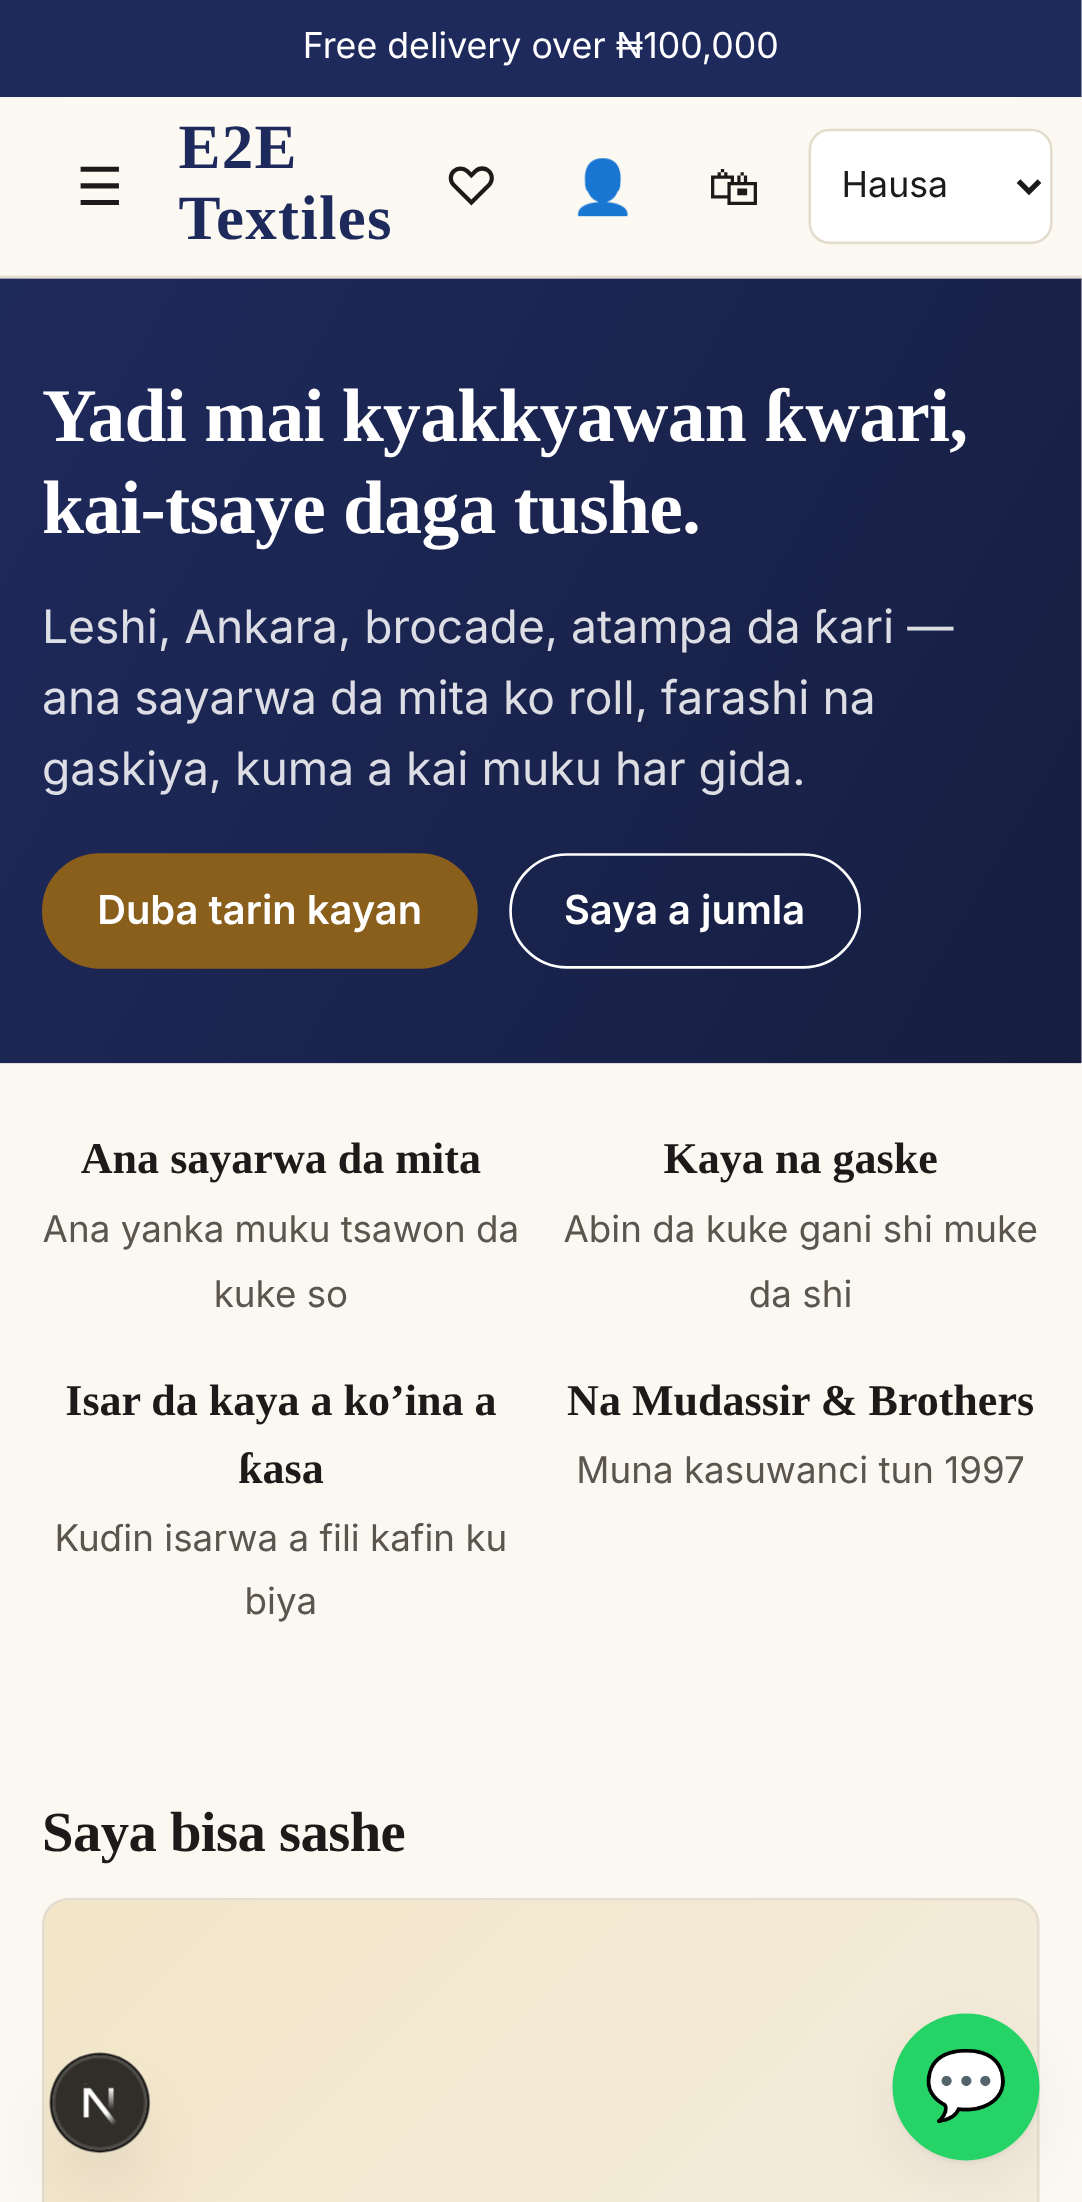 Free delivery over ₦100,000
E2E
Textiles
Hausa
Yadi mai kyakkyawan ƙwari,
kai-tsaye daga tushe.
Leshi, Ankara, brocade, atampa da ƙari —
ana sayarwa da mita ko roll, farashi na
gaskiya, kuma a kai muku har gida.
Duba tarin kayan
Saya a jumla
Ana sayarwa da mita
Ana yanka muku tsawon da
kuke so
Kaya na gaske
Abin da kuke gani shi muke
da shi
Isar da kaya a ko’ina a
ƙasa
Kuɗin isarwa a fili kafin ku
biya
Na Mudassir & Brothers
Muna kasuwanci tun 1997
Saya bisa sashe
N